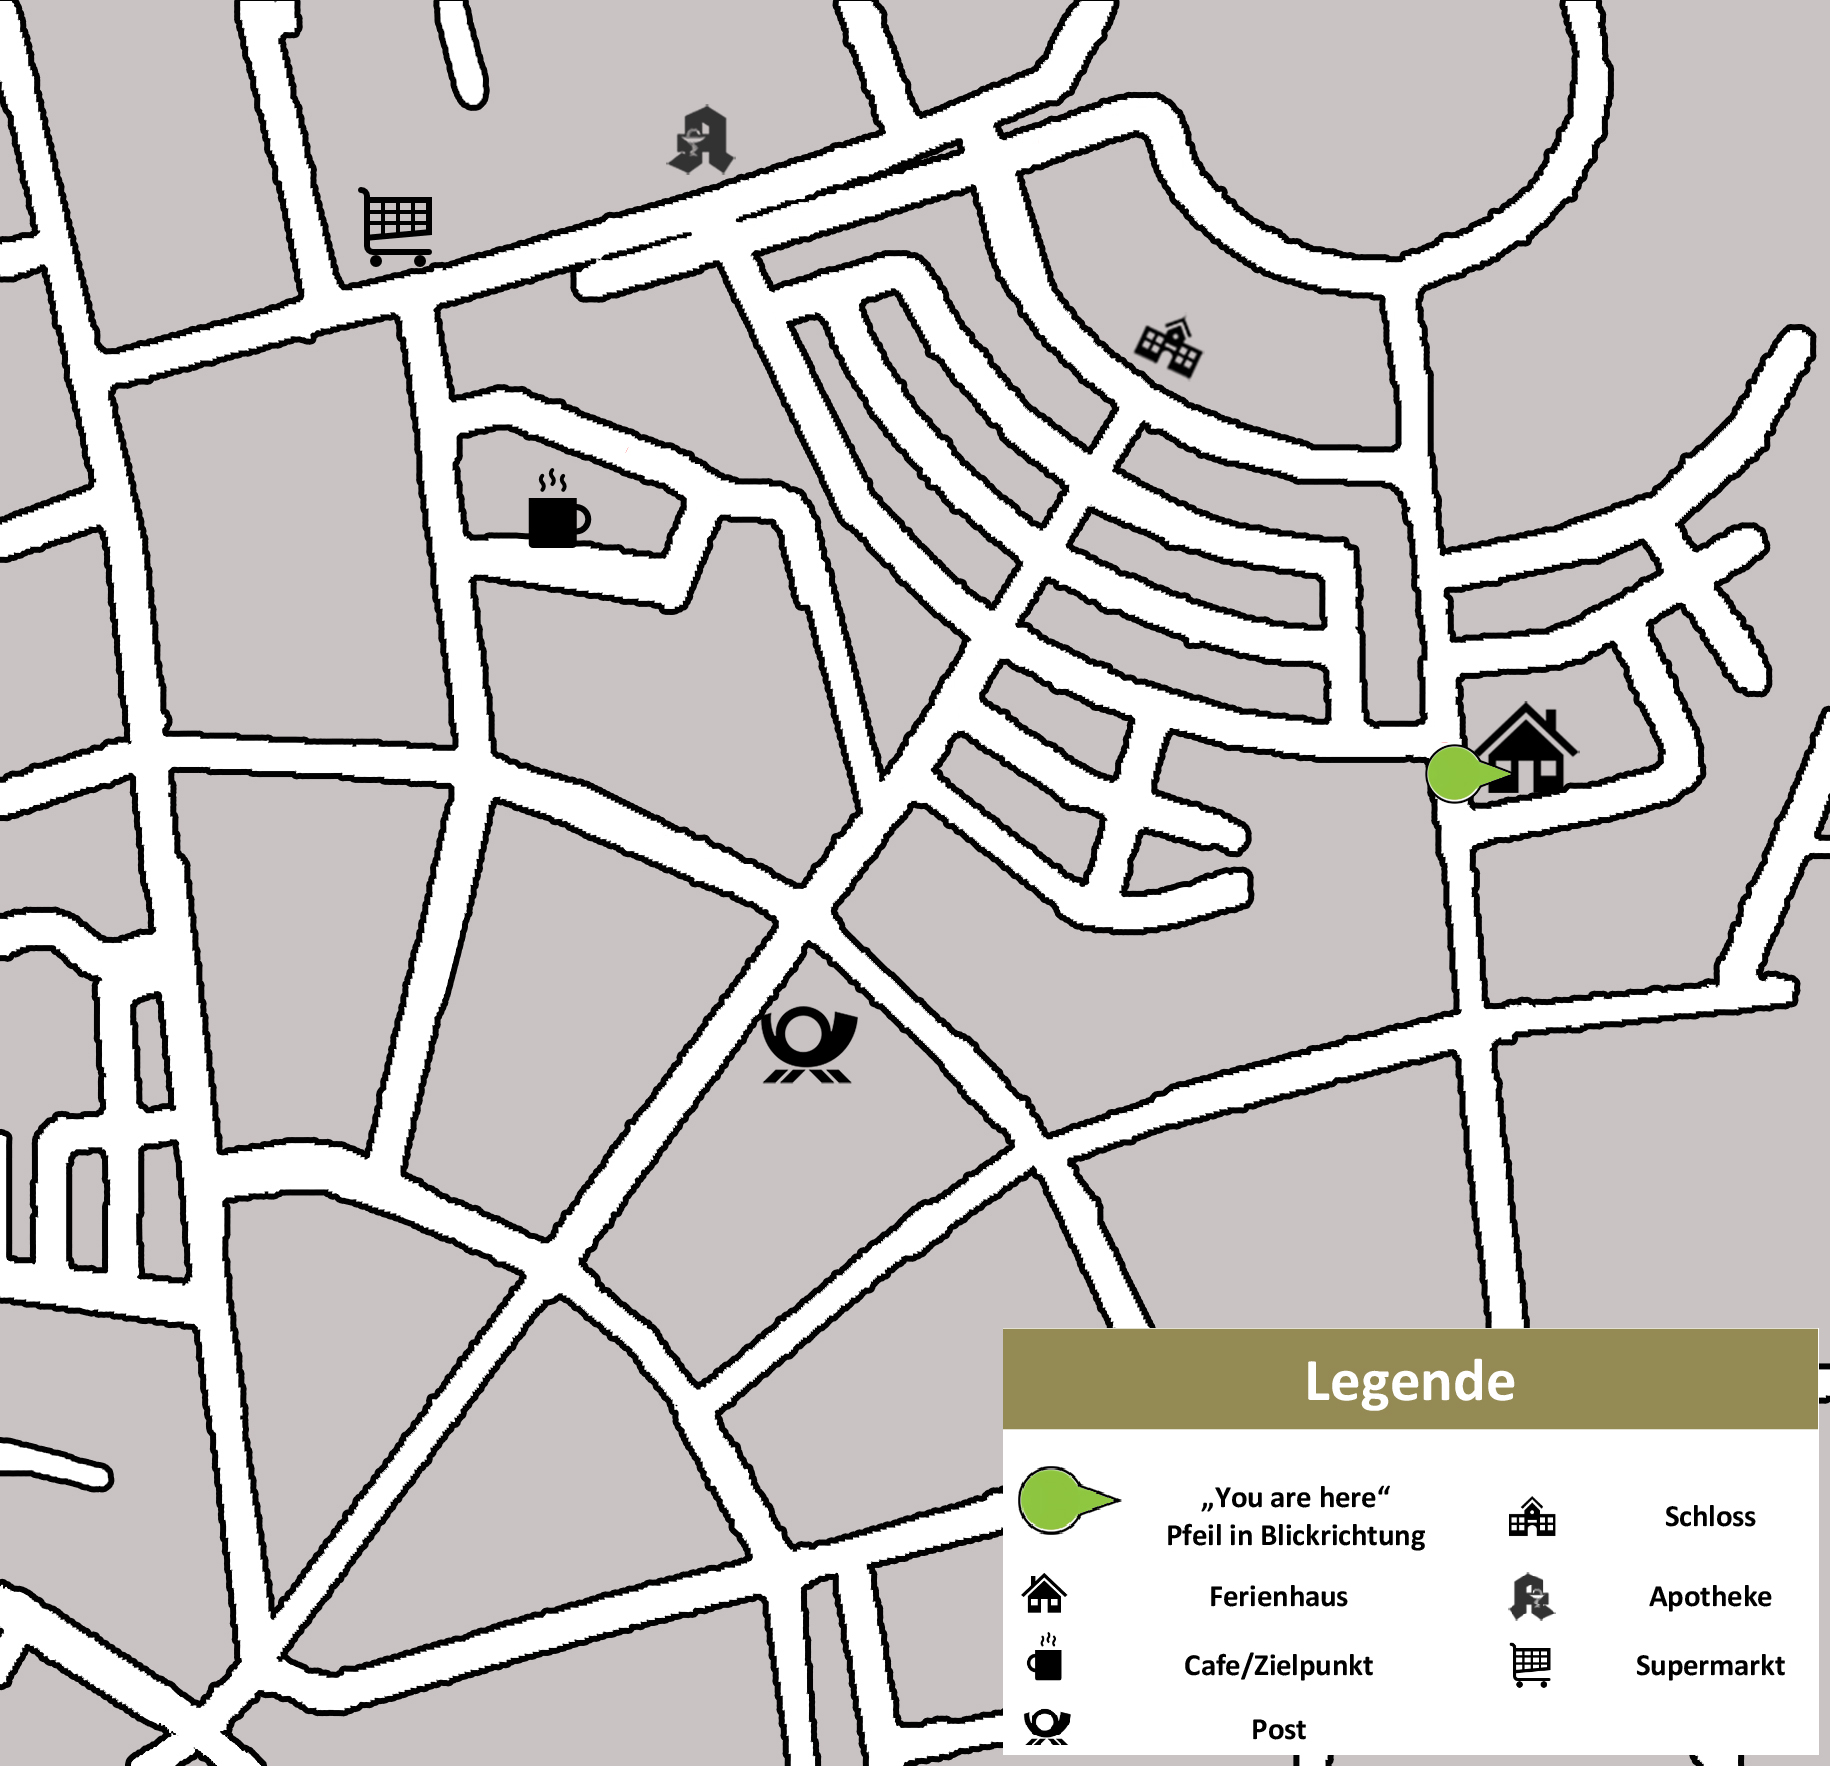 Legende
„You are here“
Pfeil in Blickrichtung
Schloss
Ferienhaus
Apotheke
Cafe/Zielpunkt
Supermarkt
Post